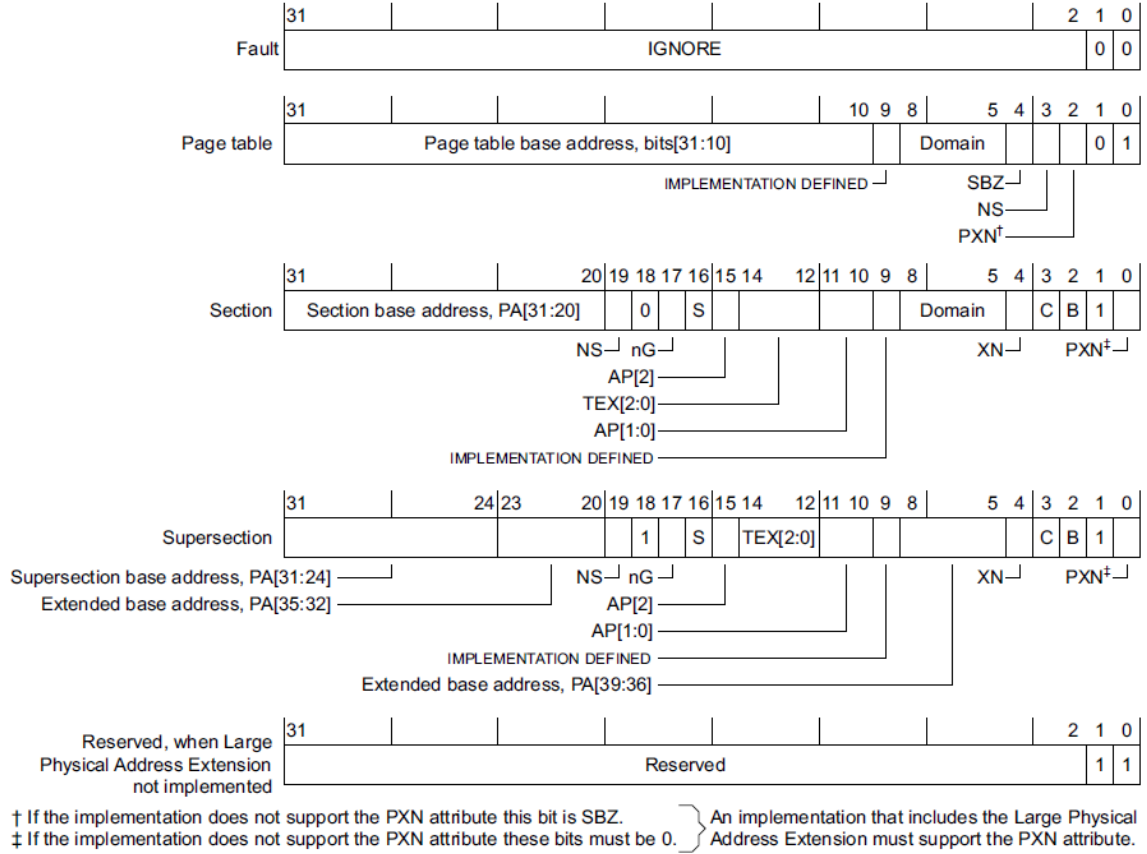 31 2 1 0
Fault IGNORE 0 0
31 10 9 8 5 4 3 2 1 0
Page table Page table base address, bits[31:10] Domain 0 1
IMPLEMENTATION DEFINED SBZ
NS
PXN†
31 20 19 18 17 16 15 14 12 11 10 9 8 5 4 3 2 1 0
Section Section base address, PA[31:20] 0 S Domain C B 1
NS nG XN PXN‡
AP[2]
TEX[2:0]
AP[1:0]
IMPLEMENTATION DEFINED
31 24 23 20 19 18 17 16 15 14 12 11 10 9 8 5 4 3 2 1 0
Supersection 1 S TEX[2:0] C B 1
Supersection base address, PA[31:24] NS nG XN PXN‡
Extended base address, PA[35:32] AP[2]
AP[1:0]
IMPLEMENTATION DEFINED
Extended base address, PA[39:36]
31 2 1 0
Reserved, when Large
Physical Address Extension Reserved 1 1
not implemented
† If the implementation does not support the PXN attribute this bit is SBZ. An implementation that includes the Large Physical
‡ If the implementation does not support the PXN attribute these bits must be 0. Address Extension must support the PXN attribute.